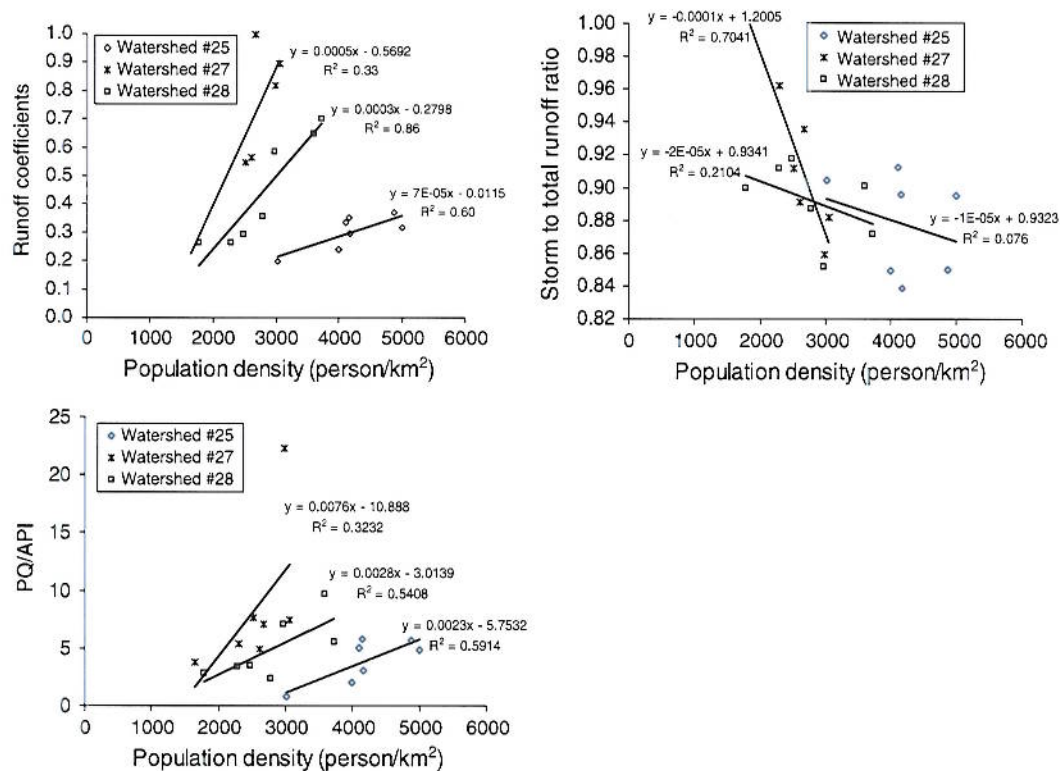 Runoff coefficients
1.0
0.9
0.8
0.7
0.6
0.5
0.4
0.3
0.2
0.1
0.0
Watershed #25
Watershed #27
Watershed #28
y = 0.0005x - 0.5692
R² = 0.33
y = 0.0003x - 0.2798
R² = 0.86
y = 7E-05x - 0.0115
R² = 0.60
0 1000 2000 3000 4000 5000 6000
Population density (person/km²)
Storm to total runoff ratio
1.00
0.96
0.92
0.88
0.84
0.82
y = -0.0001x + 1.2005
R² = 0.7041
Watershed #25
Watershed #27
Watershed #28
y = -2E-05x + 0.9341
R² = 0.2104
y = -1E-05x + 0.9323
R² = 0.076
0 1000 2000 3000 4000 5000 6000
Population density (person/km²)
PQ/API
25
20
15
10
5
0
Watershed #25
Watershed #27
Watershed #28
y = 0.0076x - 10.888
R² = 0.3232
y = 0.0028x - 3.0139
R² = 0.5408
y = 0.0023x - 5.7532
R² = 0.5914
0 1000 2000 3000 4000 5000 6000
Population density (person/km²)